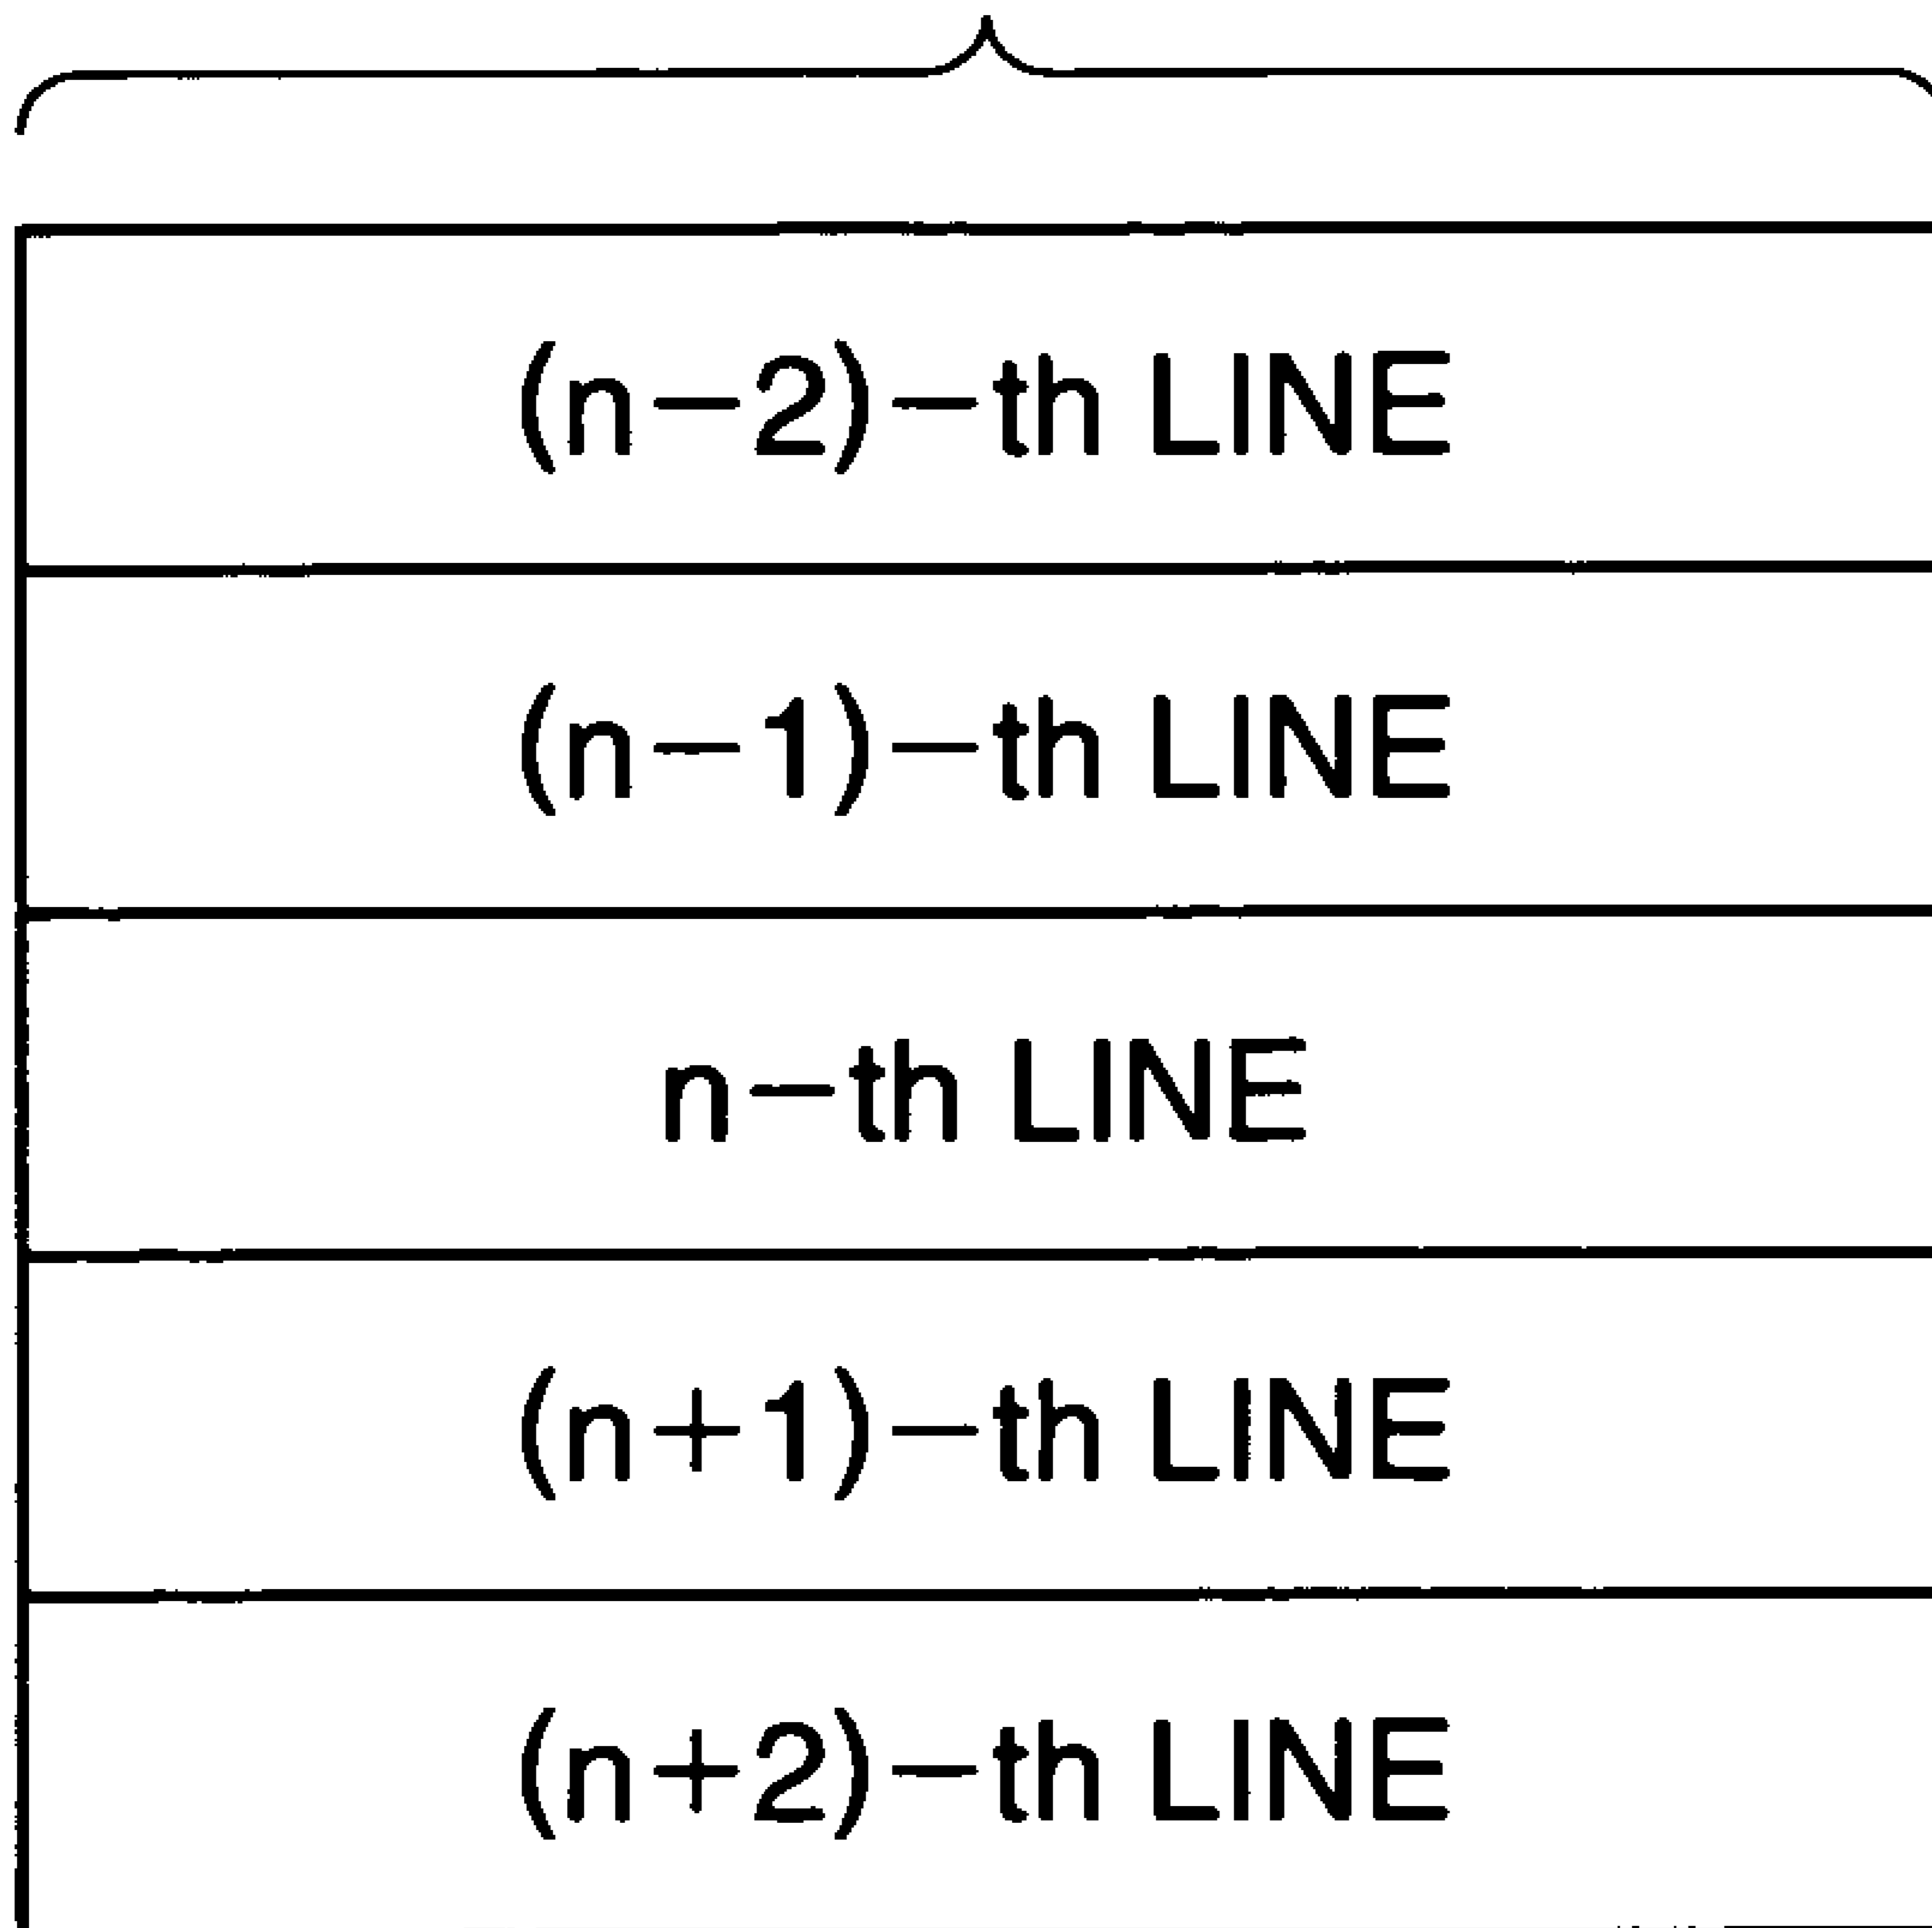 (n-2)-th LINE
(n-1)-th LINE
n-th LINE
(n+1)-th LINE
(n+2)-th LINE